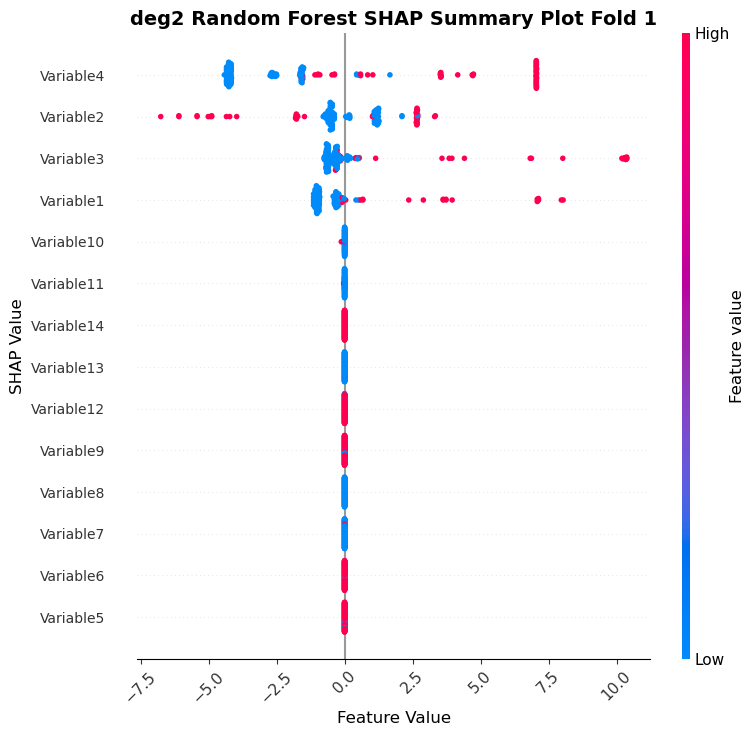 deg2 Random Forest SHAP Summary Plot Fold 1
High
Variable4
Variable2
Variable3
Variable1
Variable10
Variable11
Variable14
Variable13
Variable12
Variable9
Variable8
Variable7
Variable6
Variable5
SHAP Value
Feature value
Low
−7.5 −5.0 −2.5 0.0 2.5 5.0 7.5 10.0
Feature Value